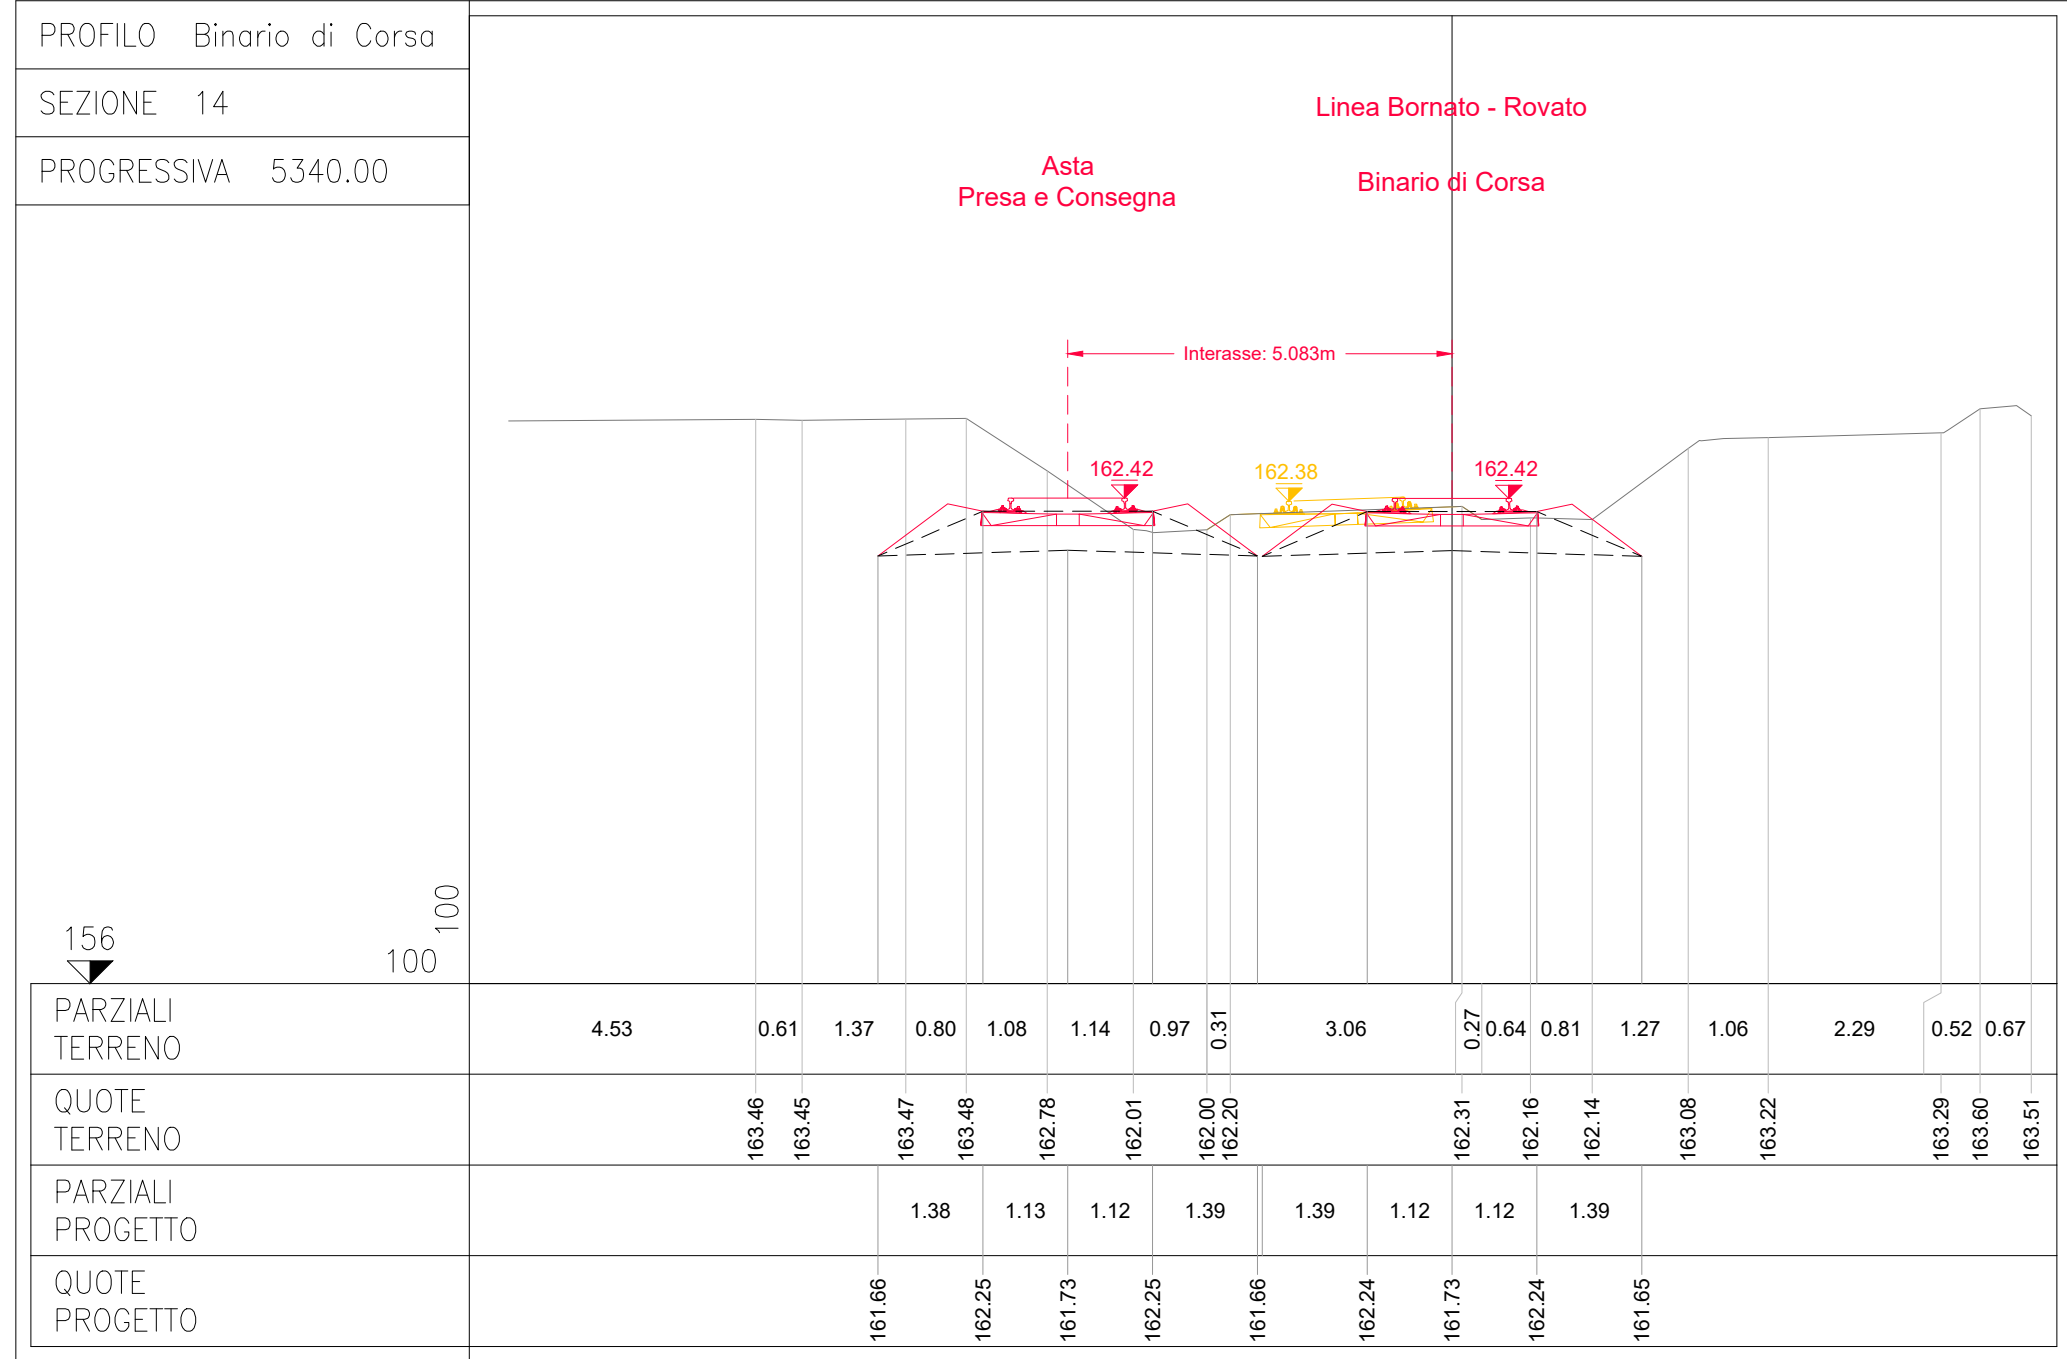 PROFILO Binario di Corsa
SEZIONE 14
PROGRESSIVA 5340.00
Linea Bornato - Rovato
Asta
Presa e Consegna
Binario di Corsa
Interasse: 5.083m
162.42
162.38
162.42
156
100
100
PARZIALI
TERRENO
4.53 0.61 1.37 0.80 1.08 1.14 0.97 0.31 3.06 0.27 0.64 0.81 1.27 1.06 2.29 0.52 0.67
QUOTE
TERRENO
163.46 163.45 163.47 163.48 162.78 162.01 162.00 162.20 162.31 162.16 162.14 163.08 163.22 163.29 163.60 163.51
PARZIALI
PROGETTO
1.38 1.13 1.12 1.39 1.39 1.12 1.12 1.39
QUOTE
PROGETTO
161.66 162.25 161.73 162.25 161.66 162.24 161.73 162.24 161.65